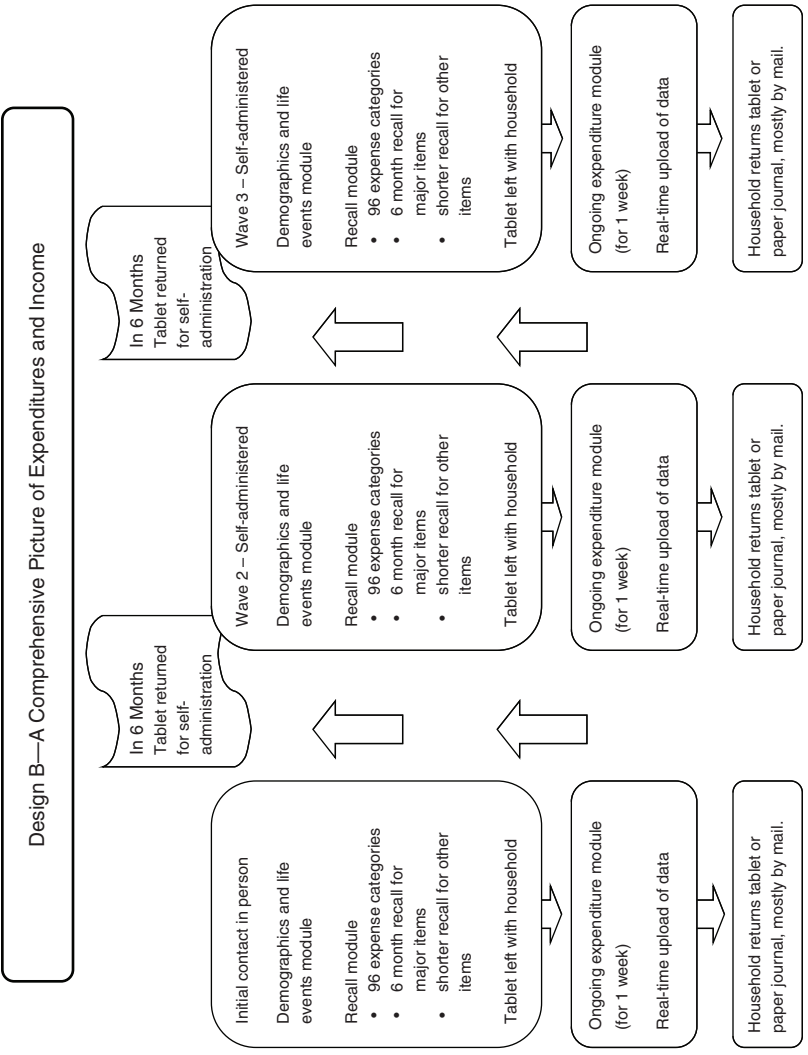 Design B—A Comprehensive Picture of Expenditures and Income
Initial contact in person
Demographics and life
events module
Recall module
• 96 expense categories
• 6 month recall for
major items
• shorter recall for other
items
Tablet left with household
Ongoing expenditure module
(for 1 week)
Real-time upload of data
Household returns tablet or
paper journal, mostly by mail.
In 6 Months
Tablet returned
for self-
administration
Wave 2 – Self-administered
Demographics and life
events module
Recall module
• 96 expense categories
• 6 month recall for
major items
• shorter recall for other
items
Tablet left with household
Ongoing expenditure module
(for 1 week)
Real-time upload of data
Household returns tablet or
paper journal, mostly by mail.
In 6 Months
Tablet returned
for self-
administration
Wave 3 – Self-administered
Demographics and life
events module
Recall module
• 96 expense categories
• 6 month recall for
major items
• shorter recall for other
items
Tablet left with household
Ongoing expenditure module
(for 1 week)
Real-time upload of data
Household returns tablet or
paper journal, mostly by mail.